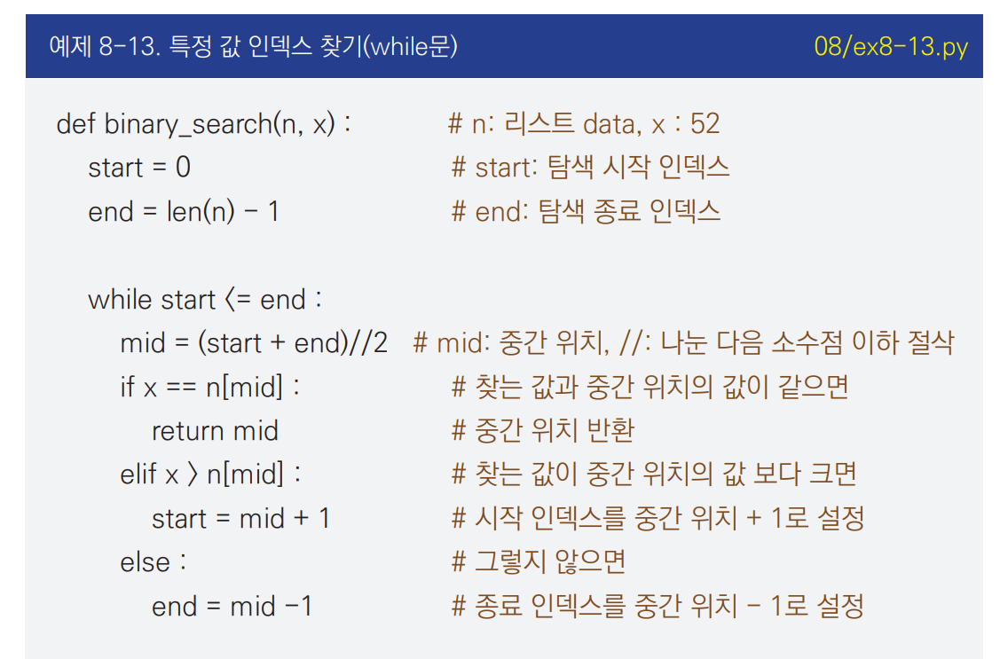 예제 8-13. 특정 값 인덱스 찾기(while문) 08/ex8-13.py
def binary_search(n, x) : # n: 리스트 data, x : 52
start = 0 # start: 탐색 시작 인덱스
end = len(n) - 1 # end: 탐색 종료 인덱스
while start <= end :
mid = (start + end)//2 # mid: 중간 위치, //: 나눈 다음 소수점 이하 절삭
if x == n[mid] : # 찾는 값과 중간 위치의 값이 같으면
return mid # 중간 위치 반환
elif x > n[mid] : # 찾는 값이 중간 위치의 값 보다 크면
start = mid + 1 # 시작 인덱스를 중간 위치 + 1로 설정
else : # 그렇지 않으면
end = mid -1 # 종료 인덱스를 중간 위치 - 1로 설정